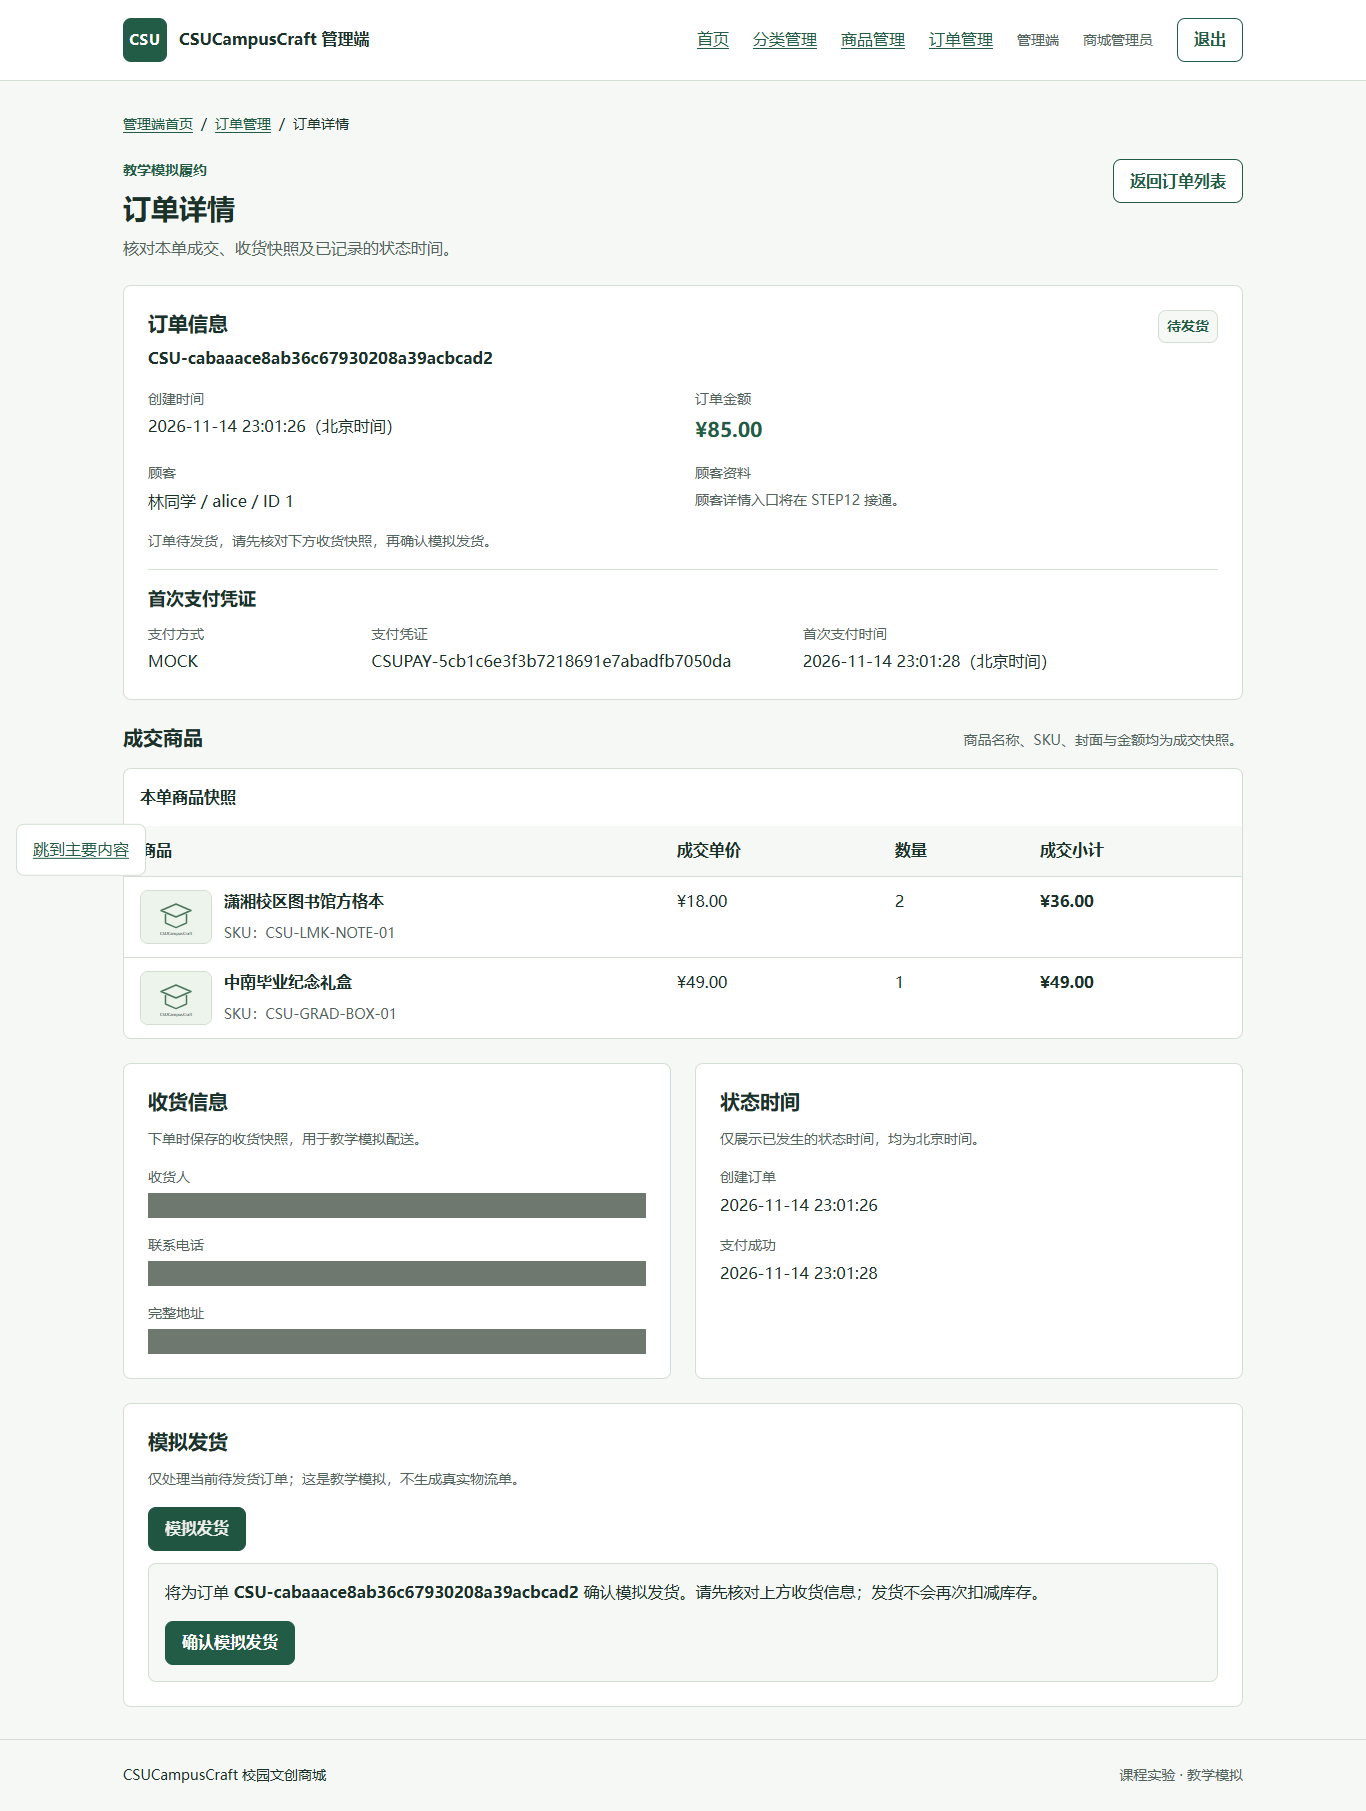 CSU CSUCampusCraft 管理端 首页 分类管理 商品管理 订单管理 管理端 商城管理员 退出
管理端首页 / 订单管理 / 订单详情
教学模拟履约
返回订单列表
订单详情
核对本单成交、收货快照及已记录的状态时间。
订单信息 待发货
CSU-cabaaace8ab36c67930208a39acbcad2
创建时间 订单金额
2026-11-14 23:01:26（北京时间） ¥85.00
顾客 顾客资料
林同学 / alice / ID 1 顾客详情入口将在 STEP12 接通。
订单待发货，请先核对下方收货快照，再确认模拟发货。
首次支付凭证
支付方式 支付凭证 首次支付时间
MOCK CSUPAY-5cb1c6e3f3b7218691e7abadfb7050da 2026-11-14 23:01:28（北京时间）
成交商品 商品名称、SKU、封面与金额均为成交快照。
本单商品快照
跳到主要内容 商品 成交单价 数量 成交小计
潇湘校区图书馆方格本 ¥18.00 2 ¥36.00
CSUCampusCraft SKU：CSU-LMK-NOTE-01
中南毕业纪念礼盒 ¥49.00 1 ¥49.00
CSUCampusCraft SKU：CSU-GRAD-BOX-01
收货信息 状态时间
下单时保存的收货快照，用于教学模拟配送。 仅展示已发生的状态时间，均为北京时间。
收货人 创建订单
2026-11-14 23:01:26
联系电话 支付成功
2026-11-14 23:01:28
完整地址
模拟发货
仅处理当前待发货订单；这是教学模拟，不生成真实物流单。
模拟发货
将为订单 CSU-cabaaace8ab36c67930208a39acbcad2 确认模拟发货。请先核对上方收货信息；发货不会再次扣减库存。
确认模拟发货
CSUCampusCraft 校园文创商城 课程实验 · 教学模拟